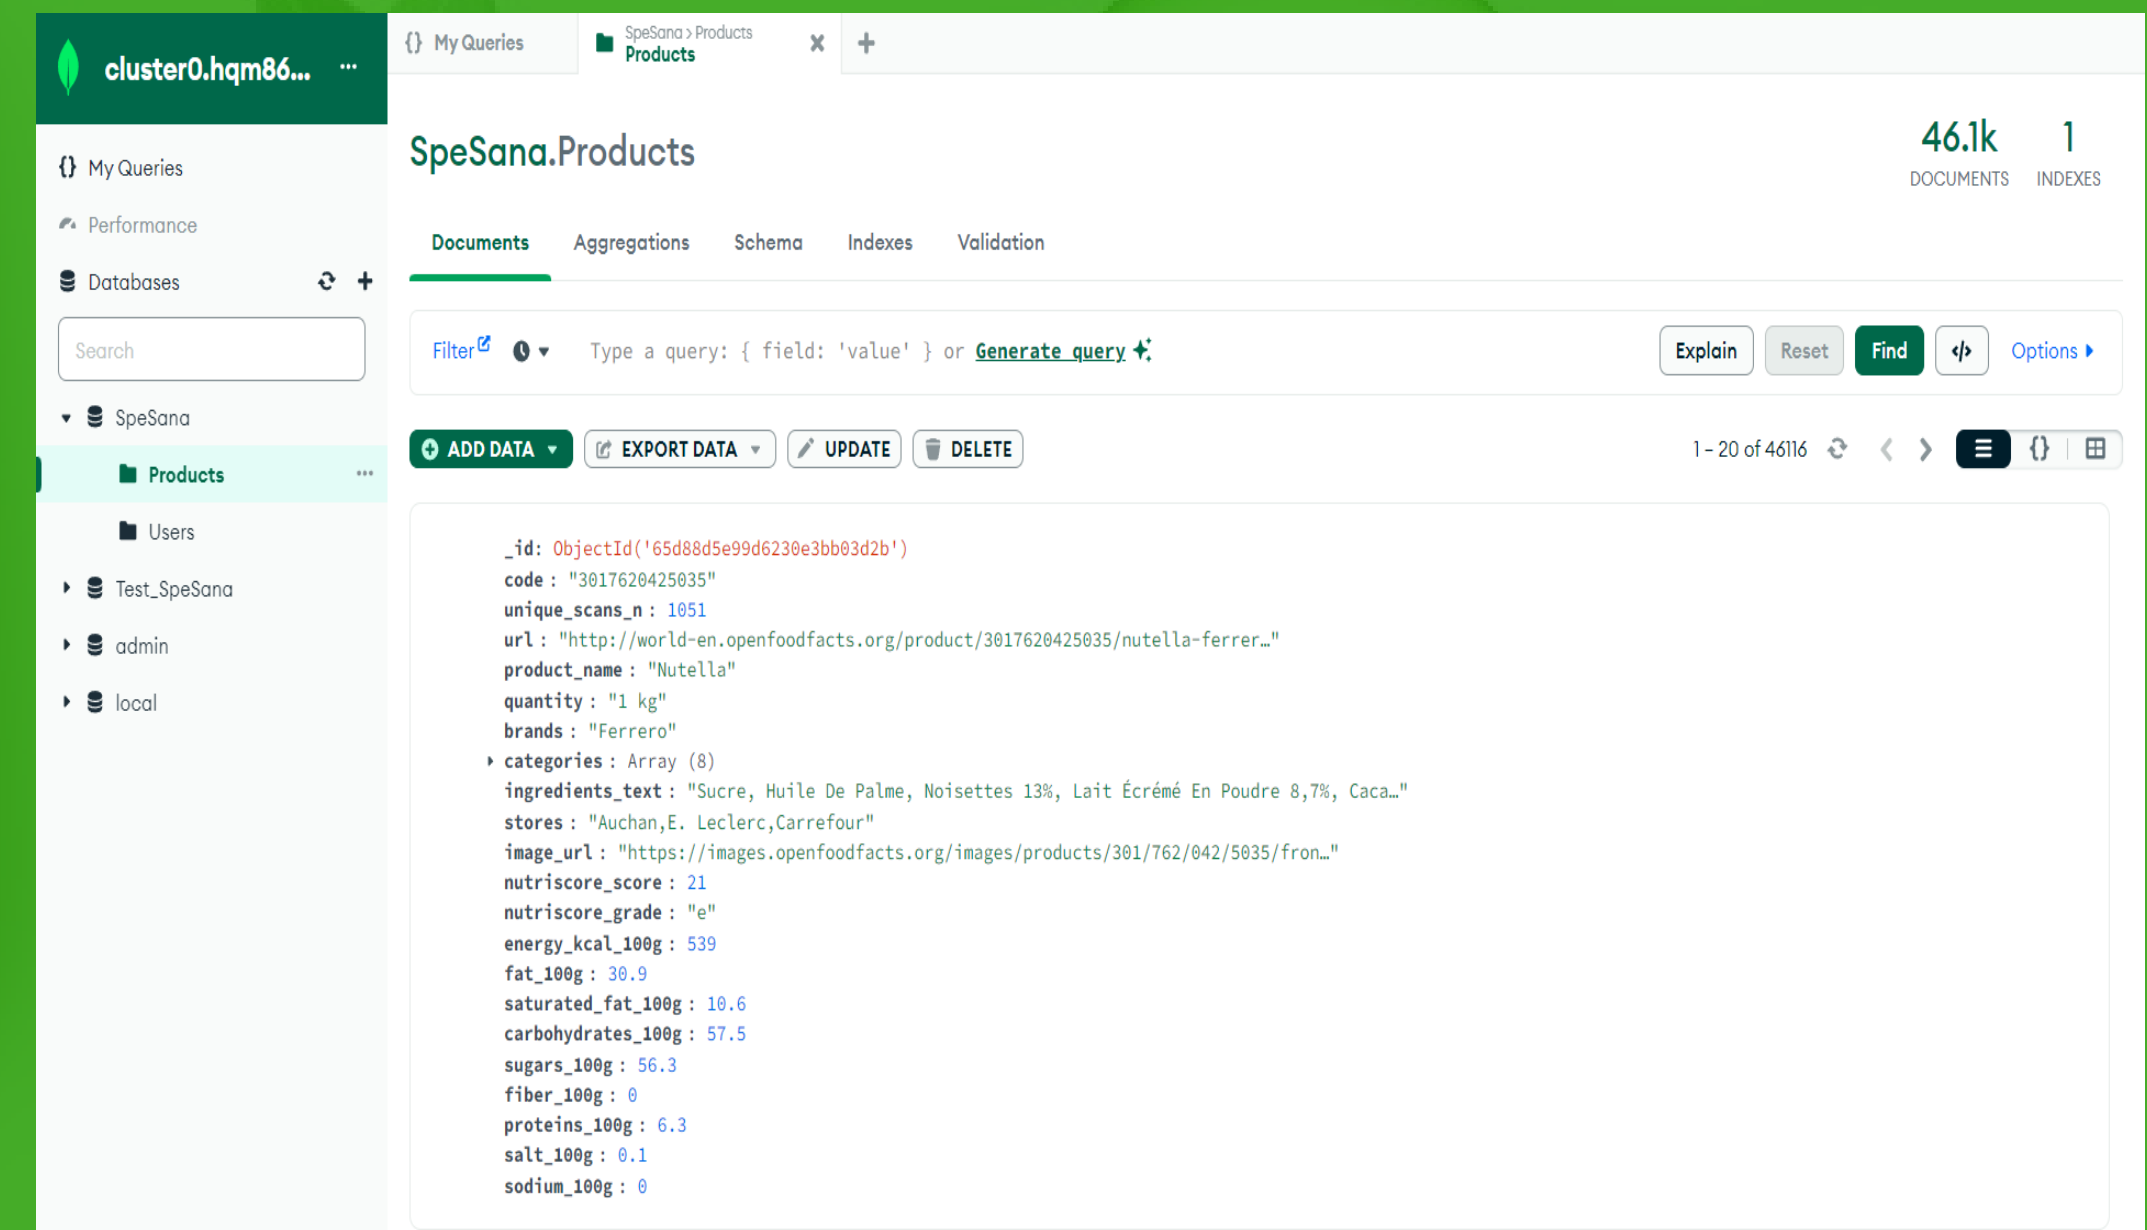 cluster0.hqm86... ...
{} My Queries
SpeSana > Products
Products
{} My Queries
Performance
Databases
Search
SpeSana
Products
Users
Test_SpeSana
admin
local
SpeSana.Products
46.1k
DOCUMENTS
1
INDEXES
Documents Aggregations Schema Indexes Validation
Filter Type a query: { field: 'value' } or Generate query Explain Reset Find </> Options
ADD DATA EXPORT DATA UPDATE DELETE 1 – 20 of 46116 {}
_id: ObjectId('65d88d5e99d6230e3bb03d2b')
code : "3017620425035"
unique_scans_n : 1051
url : "http://world-en.openfoodfacts.org/product/3017620425035/nutella-ferrer…"
product_name : "Nutella"
quantity : "1 kg"
brands : "Ferrero"
categories : Array (8)
ingredients_text : "Sucre, Huile De Palme, Noisettes 13%, Lait Écrémé En Poudre 8,7%, Caca…"
stores : "Auchan,E. Leclerc,Carrefour"
image_url : "https://images.openfoodfacts.org/images/products/301/762/042/5035/fron…"
nutriscore_score : 21
nutriscore_grade : "e"
energy_kcal_100g : 539
fat_100g : 30.9
saturated_fat_100g : 10.6
carbohydrates_100g : 57.5
sugars_100g : 56.3
fiber_100g : 0
proteins_100g : 6.3
salt_100g : 0.1
sodium_100g : 0